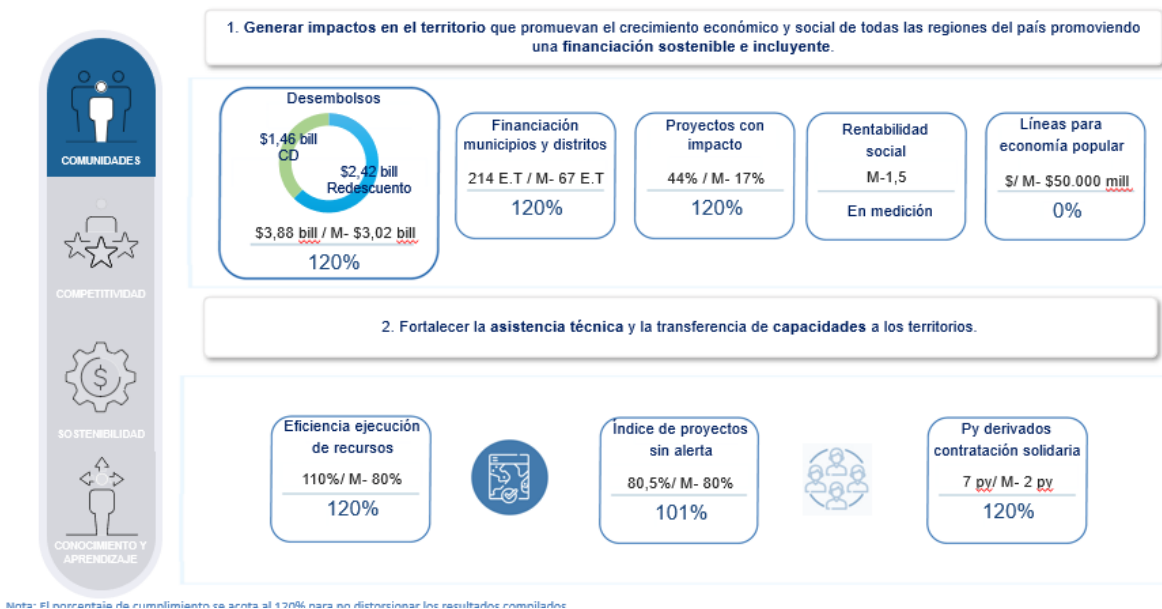 1. Generar impactos en el territorio que promuevan el crecimiento económico y social de todas las regiones del país promoviendo
una financiación sostenible e incluyente.
COMUNIDADES
COMPETITIVIDAD
SOSTENIBILIDAD
CONOCIMIENTO Y
APRENDIZAJE
Desembolsos
$1,46 bill
CD
$2,42 bill
Redescuento
$3,88 bill / M- $3,02 bill
120%
Financiación
municipios y distritos
214 E.T / M- 67 E.T
120%
Proyectos con
impacto
44% / M- 17%
120%
Rentabilidad
social
M-1,5
En medición
Líneas para
economía popular
$/ M- $50.000 mill
0%
2. Fortalecer la asistencia técnica y la transferencia de capacidades a los territorios.
Eficiencia ejecución
de recursos
110%/ M- 80%
120%
Índice de proyectos
sin alerta
80,5%/ M- 80%
101%
Py derivados
contratación solidaria
7 py/ M- 2 py
120%
Nota: El porcentaje de cumplimiento se acota al 120% para no distorsionar los resultados compilados